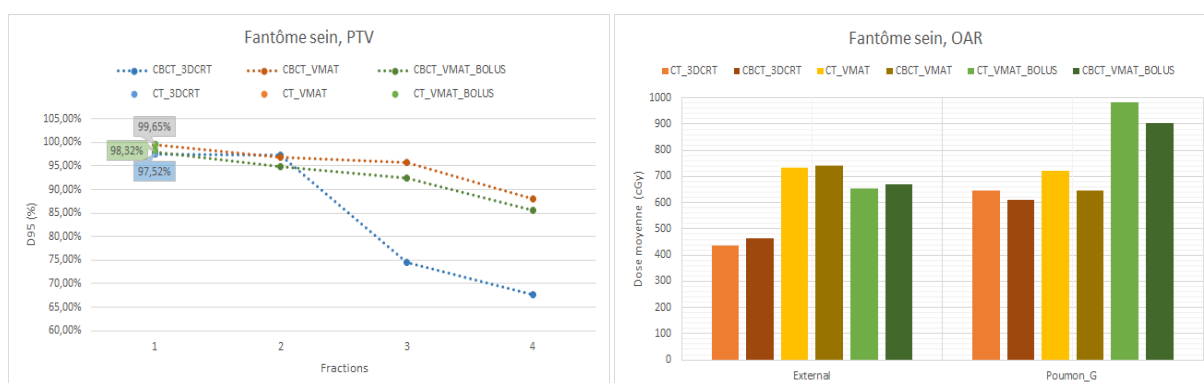 Fantôme sein, PTV
CBCT_3DCRT CBCT_VMAT CBCT_VMAT_BOLUS
CT_3DCRT CT_VMAT CT_VMAT_BOLUS
105,00%
100,00%
95,00%
90,00%
85,00%
80,00%
75,00%
70,00%
65,00%
60,00%
D95 (%)
99,65%
98,32%
97,52%
1 2 3 4
Fractions
Fantôme sein, OAR
CT_3DCRT CBCT_3DCRT CT_VMAT CBCT_VMAT CT_VMAT_BOLUS CBCT_VMAT_BOLUS
1000
900
800
700
600
500
400
300
200
100
0
Dose moyenne (cGy)
External Poumon_G